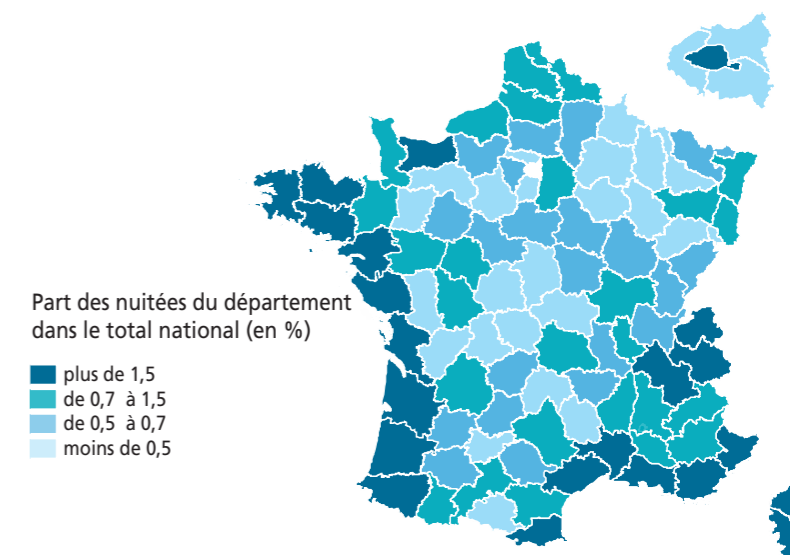 Part des nuitées du département
dans le total national (en %)
plus de 1,5
de 0,7 à 1,5
de 0,5 à 0,7
moins de 0,5